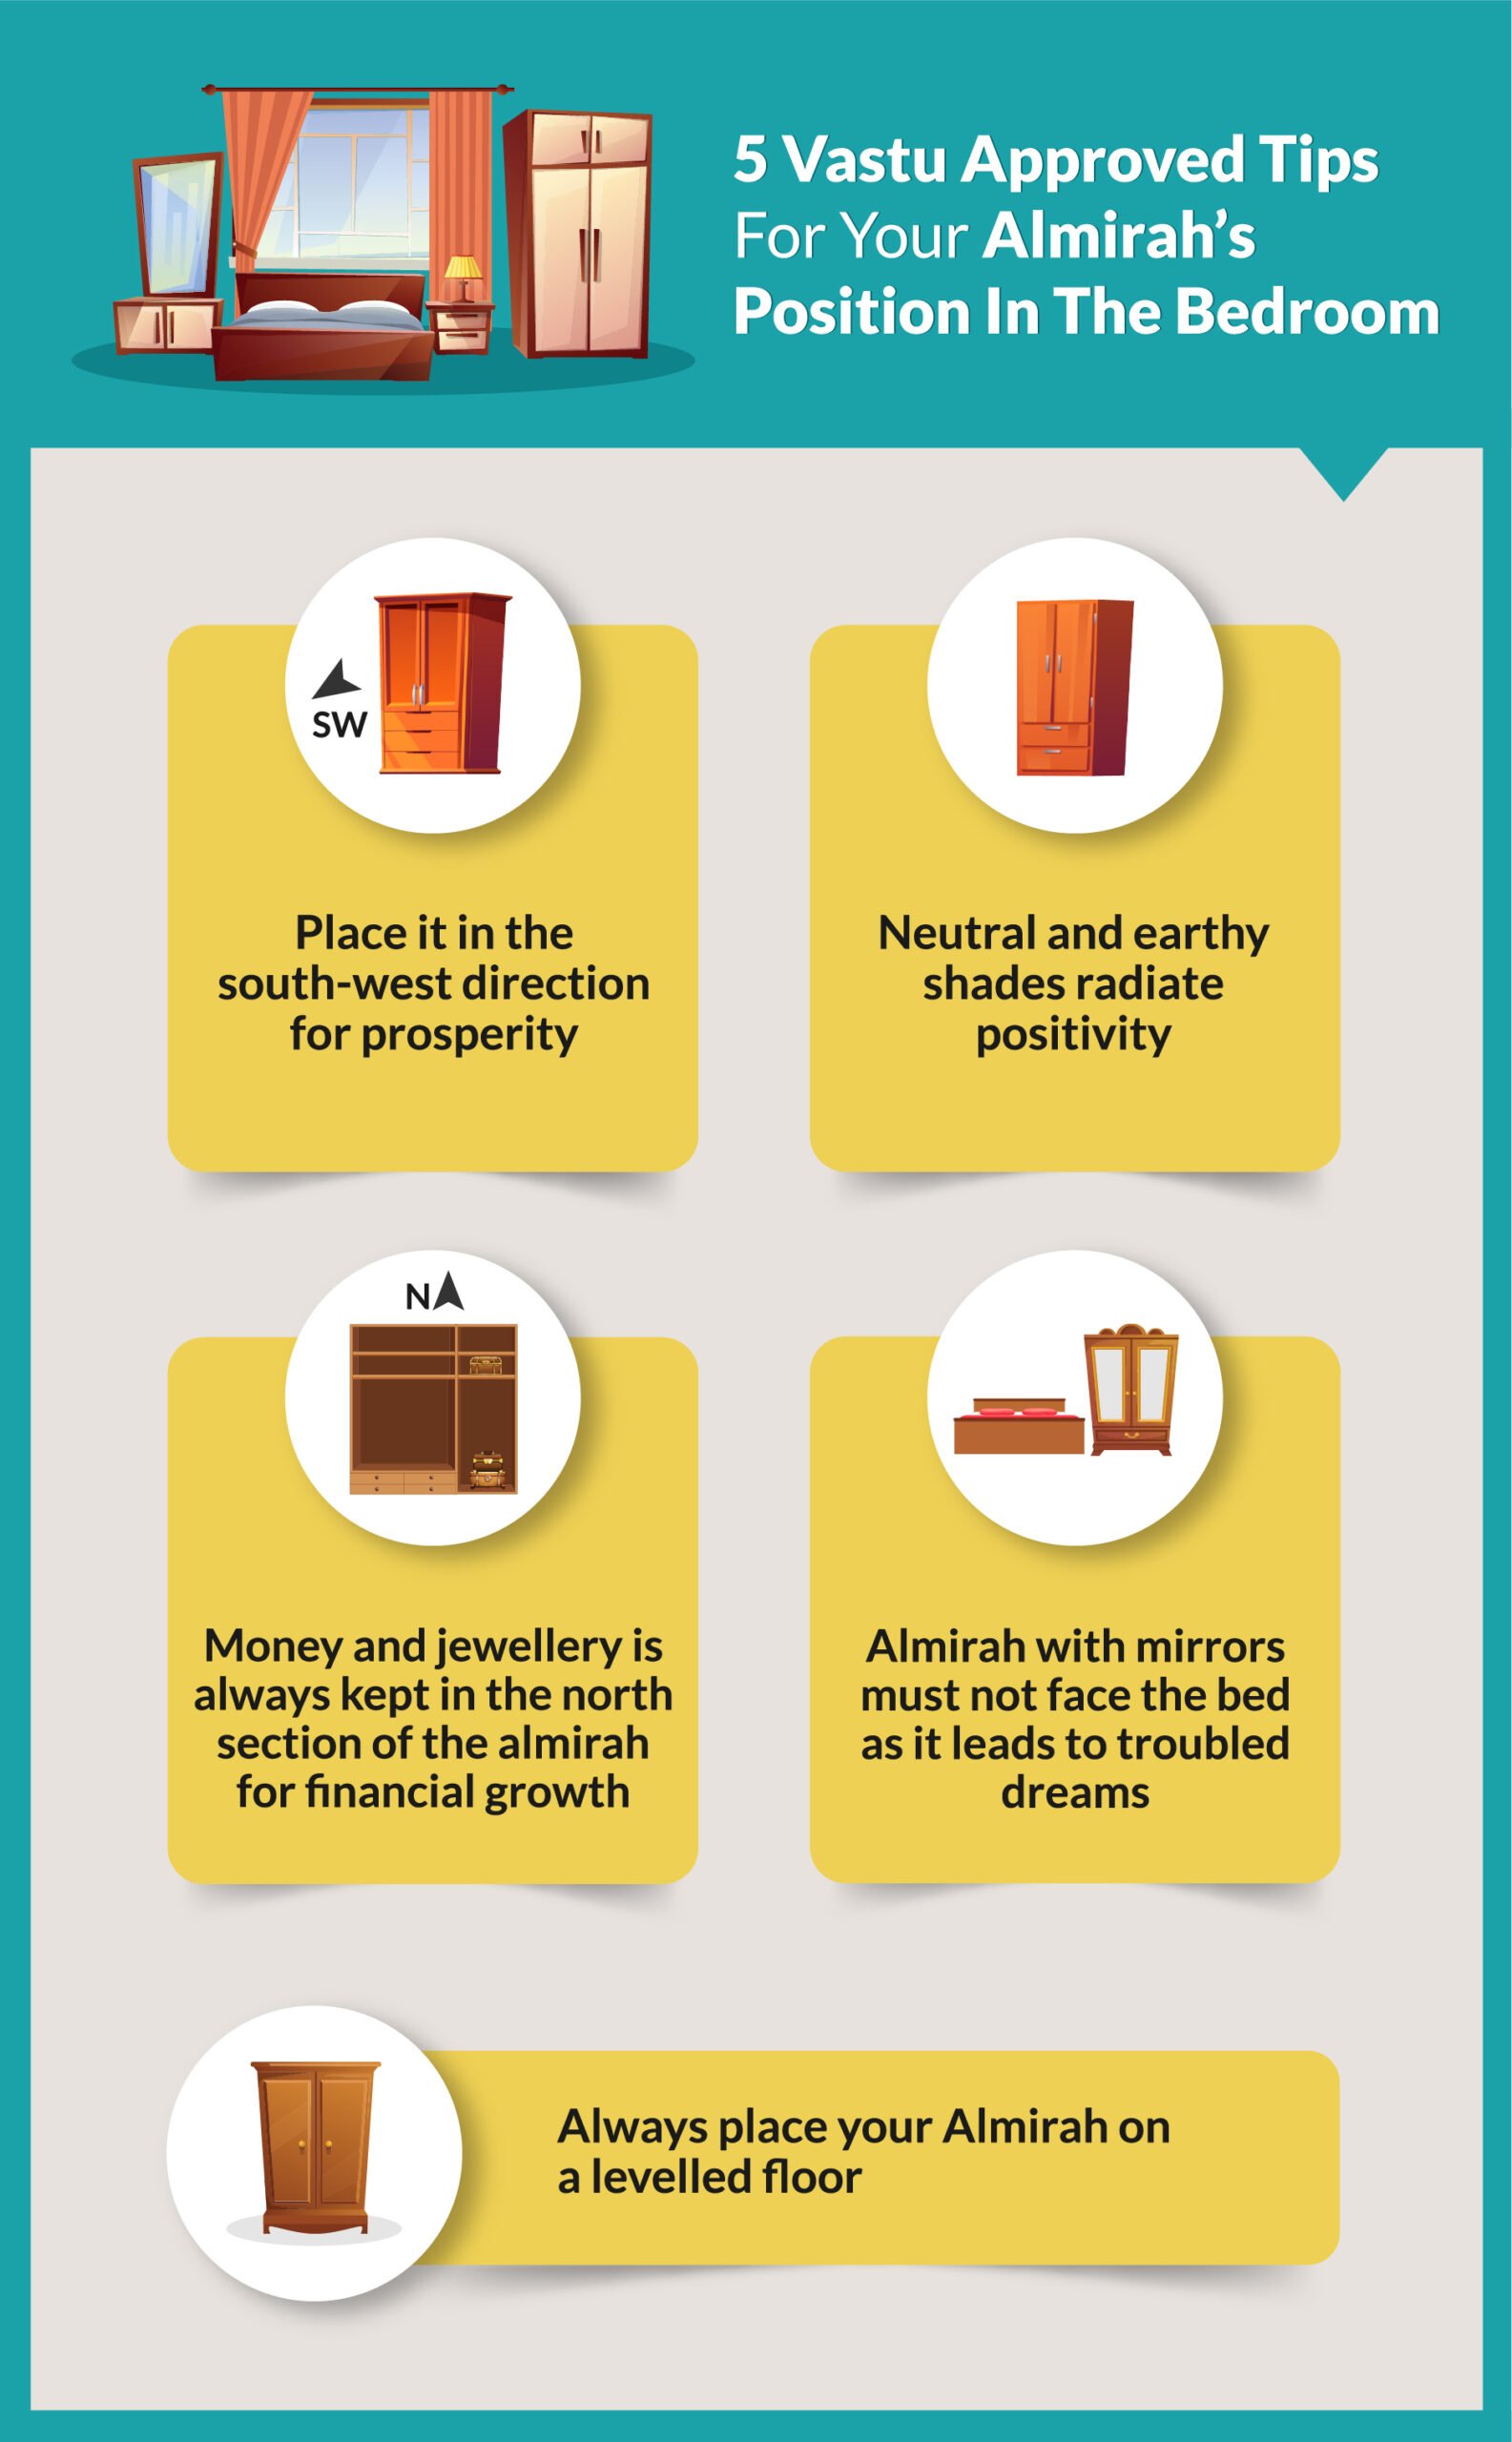 5 Vastu Approved Tips
For Your Almirah’s
Position In The Bedroom
SW
Place it in the
south-west direction
for prosperity
Neutral and earthy
shades radiate
positivity
N
Money and jewellery is
always kept in the north
section of the almirah
for financial growth
Almirah with mirrors
must not face the bed
as it leads to troubled
dreams
Always place your Almirah on
a levelled floor